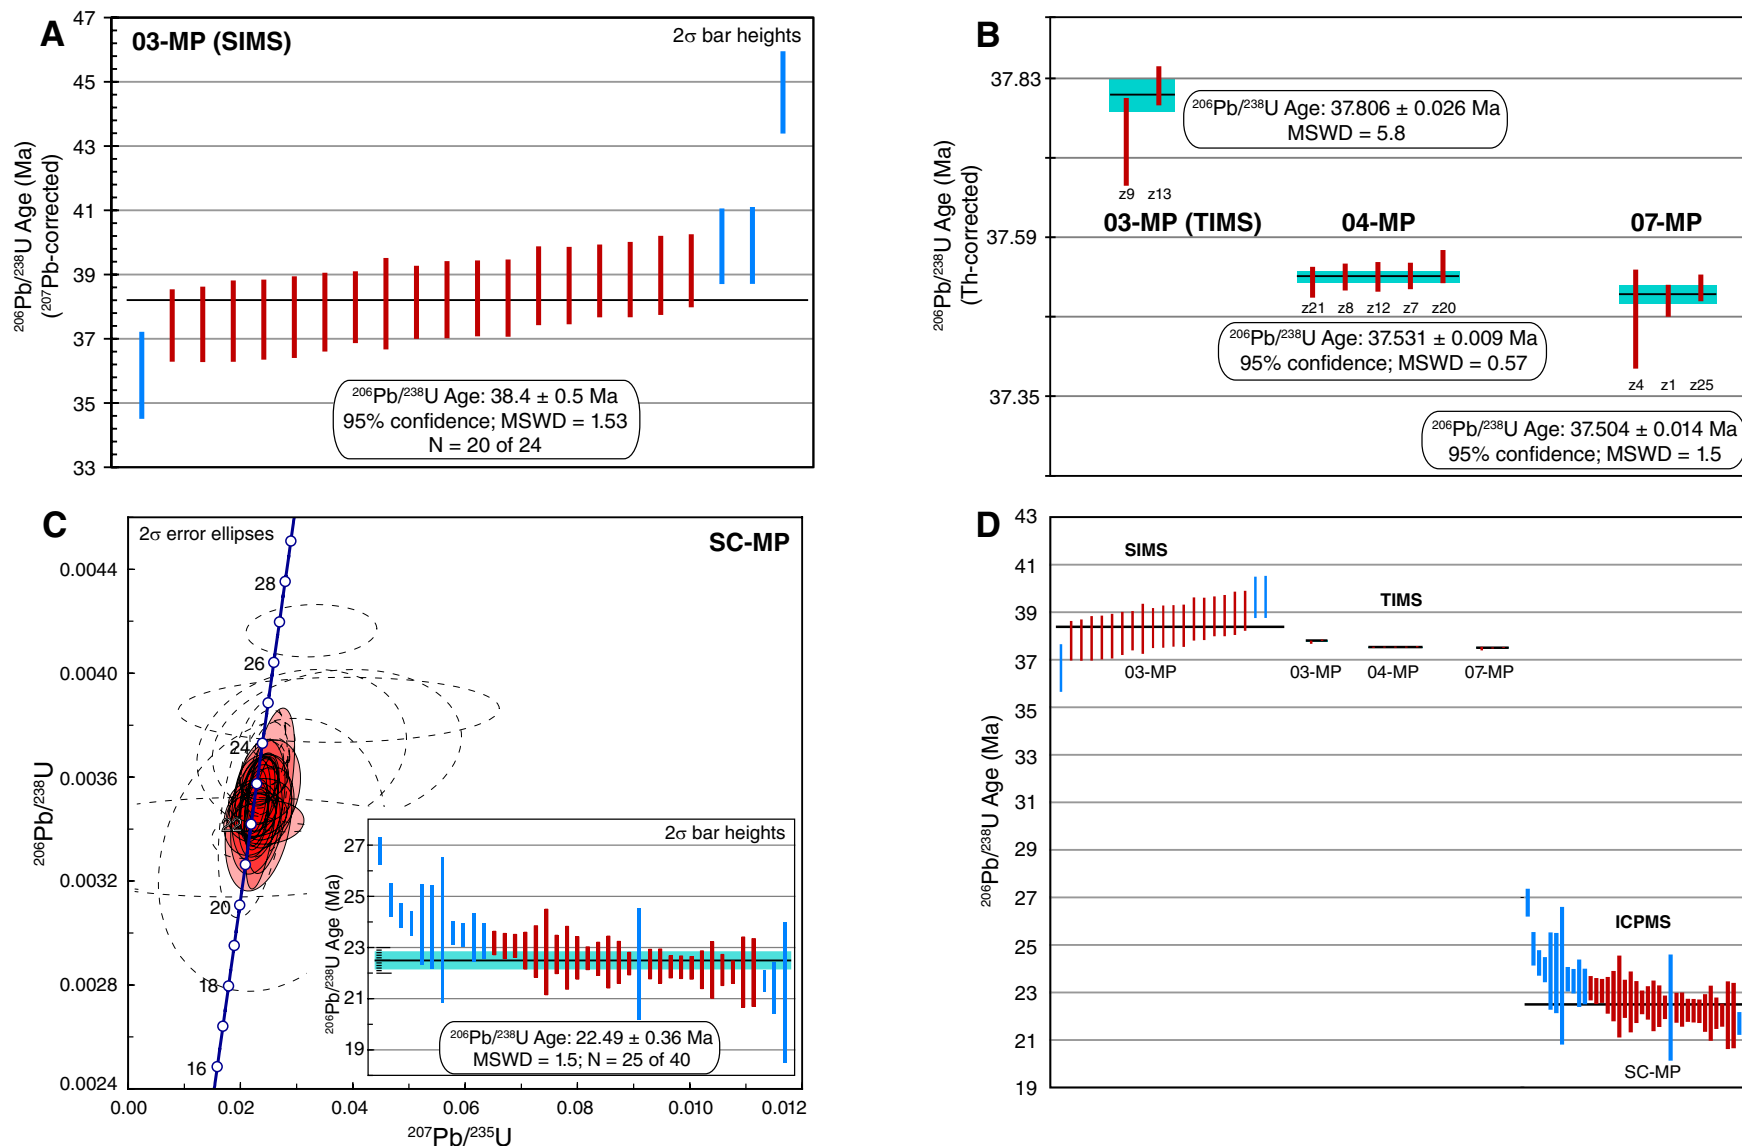 A
03-MP (SIMS)
2σ bar heights
47
45
43
41
39
37
35
33
206Pb/238U Age (Ma)
(207Pb-corrected)
206Pb/238U Age: 38.4 ± 0.5 Ma
95% confidence; MSWD = 1.53
N = 20 of 24
B
37.83
37.59
37.35
206Pb/238U Age (Ma)
(Th-corrected)
206Pb/238U Age: 37.806 ± 0.026 Ma
MSWD = 5.8
z9 z13
03-MP (TIMS) 04-MP 07-MP
z21 z8 z12 z7 z20
206Pb/238U Age: 37.531 ± 0.009 Ma
95% confidence; MSWD = 0.57
z4 z1 z25
206Pb/238U Age: 37.504 ± 0.014 Ma
95% confidence; MSWD = 1.5
C
2σ error ellipses
SC-MP
0.0044
0.0040
0.0036
0.0032
0.0028
0.0024
206Pb/238U
28
26
24
22
20
18
16
0.00 0.02 0.04 0.06 0.08 0.010 0.012
207Pb/235U
2σ bar heights
27
25
23
21
19
206Pb/238U Age (Ma)
206Pb/238U Age: 22.49 ± 0.36 Ma
MSWD = 1.5; N = 25 of 40
D
43
41
39
37
35
33
31
29
27
25
23
21
19
206Pb/238U Age (Ma)
SIMS
TIMS
03-MP 03-MP 04-MP 07-MP
ICPMS
SC-MP